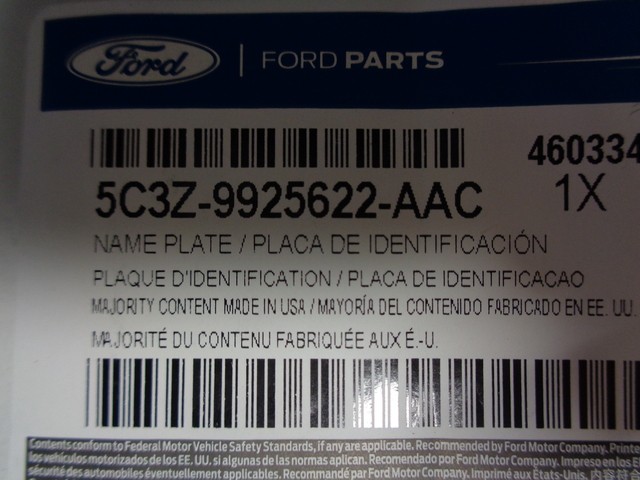 Ford | FORD PARTS
460334
5C3Z-9925622-AAC 1X
NAME PLATE / PLACA DE IDENTIFICACIÓN
PLAQUE D'IDENTIFICATION / PLACA DE IDENTIFICACAO
MAJORITY CONTENT MADE IN USA / MAYORÍA DEL CONTENIDO FABRICADO EN EE. UU.
MAJORITÉ DU CONTENU FABRIQUÉE AUX É.-U.
Contents conform to Federal Motor Vehicle Safety Standards, if any are applicable. Recommended by Ford Motor Company. Printe
los vehículos motorizados de los EE. UU. si algunas de las normas aplican. Recomendado por Ford Motor Company. Impreso en los E
sécurité des automobiles éventuellement applicables. Recommandé par Ford Motor Company. Imprimé aux États-Unis.